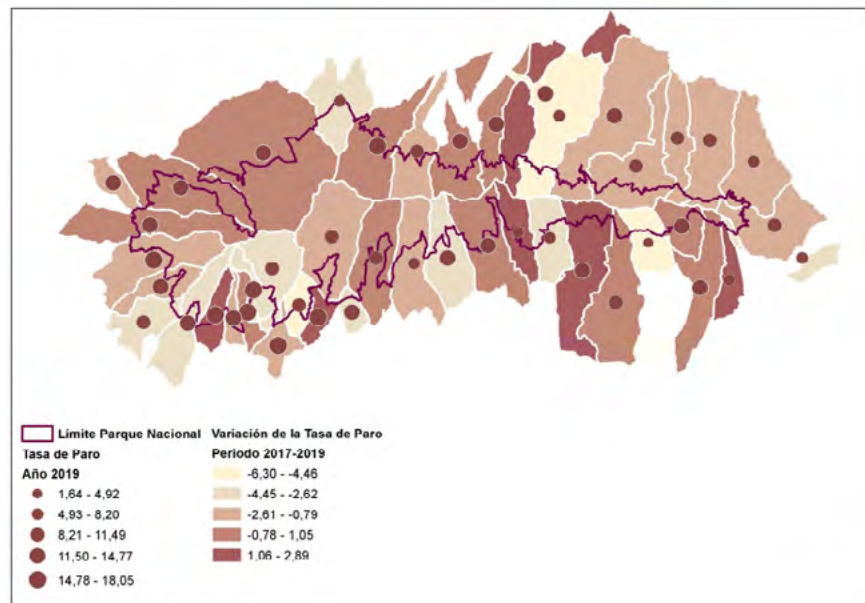 Límite Parque Nacional
Tasa de Paro
Año 2019
1,64 - 4,92
4,93 - 8,20
8,21 - 11,49
11,50 - 14,77
14,78 - 18,05
Variación de la Tasa de Paro
Periodo 2017-2019
-6,30 - -4,46
-4,45 - -2,62
-2,61 - -0,79
-0,78 - 1,05
1,06 - 2,89